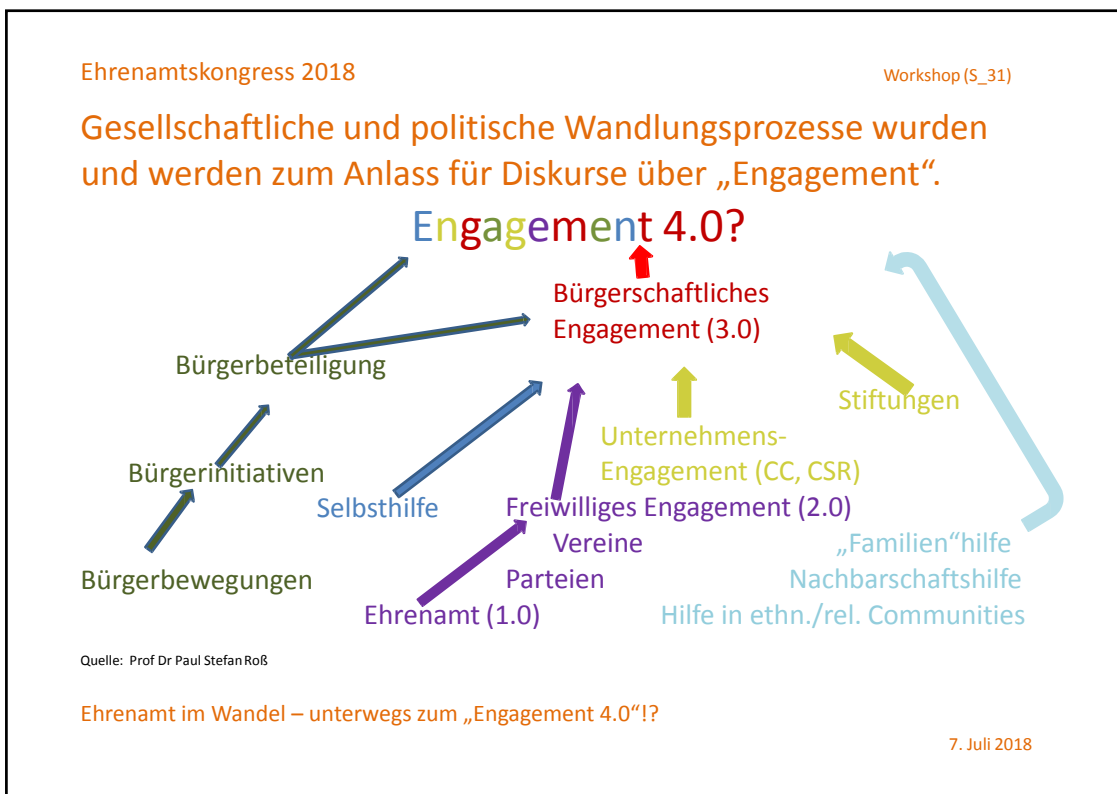 Ehrenamtskongress 2018
Workshop (S_31)
Gesellschaftliche und politische Wandlungsprozesse wurden
und werden zum Anlass für Diskurse über „Engagement“.
Engagement 4.0?
Bürgerschaftliches
Engagement (3.0)
Bürgerbeteiligung
Stiftungen
Unternehmens-
Engagement (CC, CSR)
Bürgerinitiativen
Selbsthilfe
Freiwilliges Engagement (2.0)
Vereine
Parteien
„Familien“hilfe
Nachbarschaftshilfe
Hilfe in ethn./rel. Communities
Bürgerbewegungen
Ehrenamt (1.0)
Quelle: Prof Dr Paul Stefan Roß
Ehrenamt im Wandel – unterwegs zum „Engagement 4.0“!?
7. Juli 2018